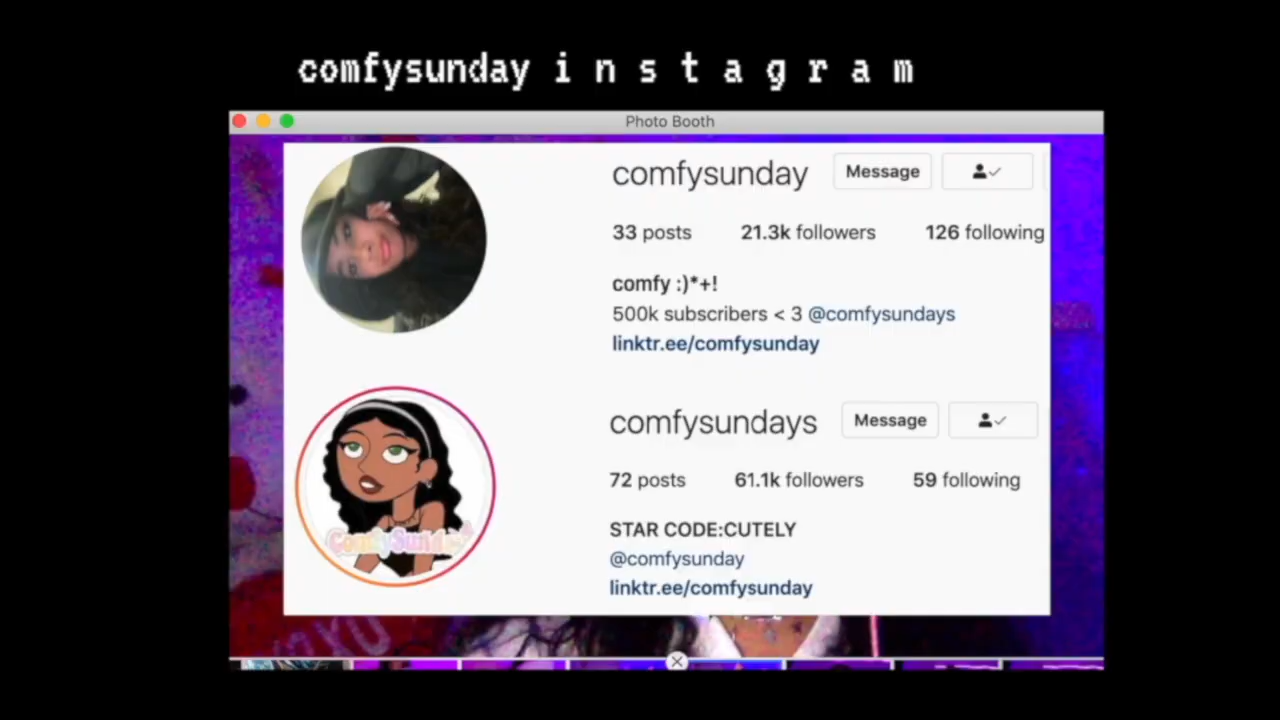 comfysunday i n s t a g r a m
Photo Booth
comfysunday Message
33 posts 21.3k followers 126 following
comfy :)*+!
500k subscribers < 3 @comfysundays
linktr.ee/comfysunday
comfysundays Message
72 posts 61.1k followers 59 following
STAR CODE:CUTELY
@comfysunday
linktr.ee/comfysunday